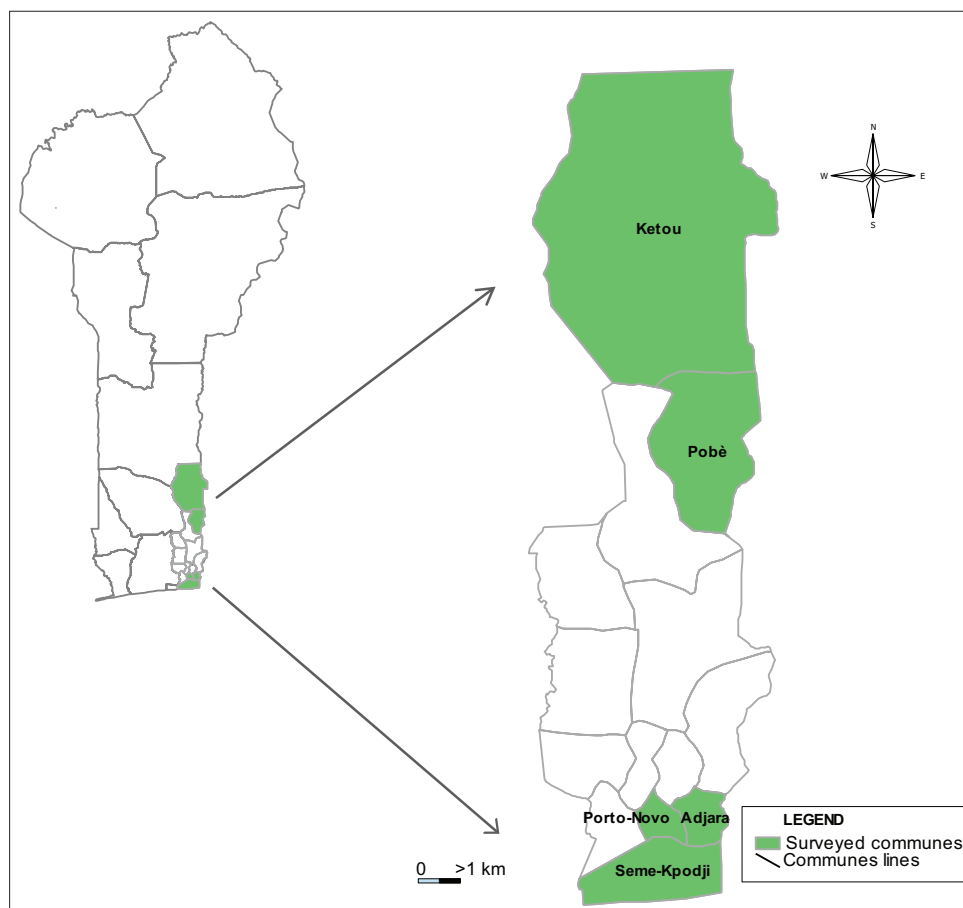 N
W E
S
Ketou
Pobè
Porto-Novo Adjara
Seme-Kpodji
LEGEND
Surveyed communes
Communes lines
0 >1 km